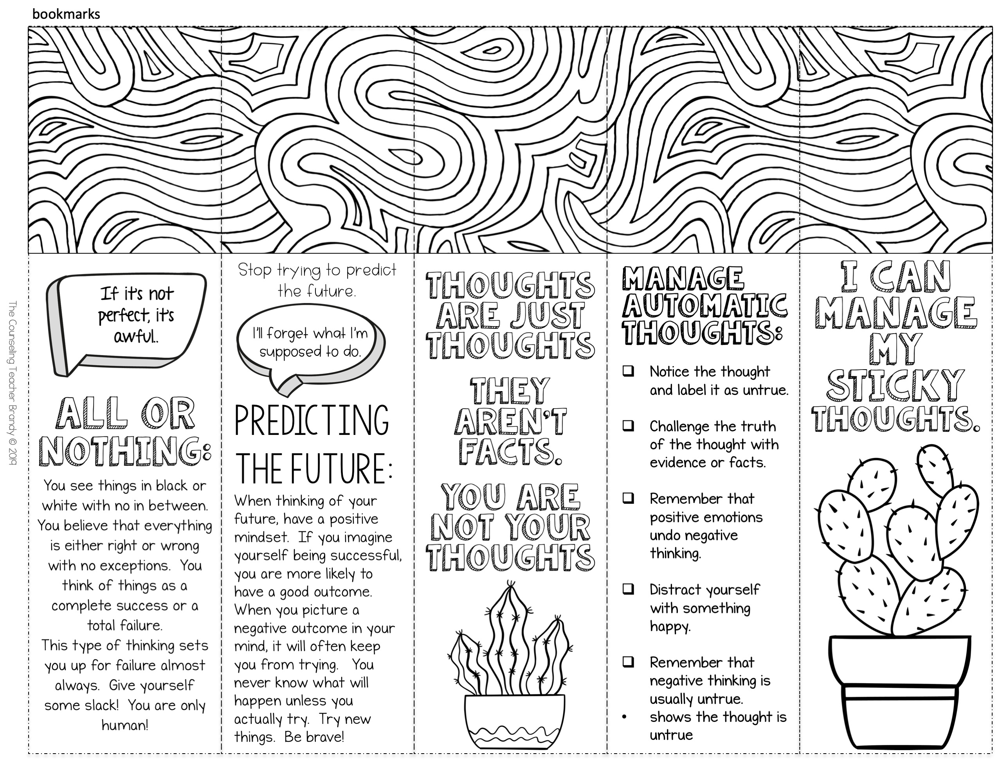 bookmarks
If it's not
perfect, it's
awful..
ALL OR
NOTHING:
You see things in black or
white with no in between.
You believe that everything
is either right or wrong
with no exceptions.  You
think of things as a
complete success or a
total failure.
This type of thinking sets
you up for failure almost
always.  Give yourself
some slack!  You are only
human!
Stop trying to predict
the future.
I'll forget what I'm
supposed to do.
PREDICTING
THE FUTURE:
When thinking of your
future, have a positive
mindset.  If you imagine
yourself being successful,
you are more likely to
have a good outcome.
When you picture a
negative outcome in your
mind, it will often keep
you from trying.   You
never know what will
happen unless you
actually try.  Try new
things.  Be brave!
THOUGHTS
ARE JUST
THOUGHTS
THEY
AREN'T
FACTS.
YOU ARE
NOT YOUR
THOUGHTS
MANAGE
AUTOMATIC
THOUGHTS:
❑ Notice the thought
and label it as untrue.
❑ Challenge the truth
of the thought with
evidence or facts.
❑ Remember that
positive emotions
undo negative
thinking.
❑ Distract yourself
with something
happy.
❑ Remember that
negative thinking is
usually untrue.
• shows the thought is
untrue
I CAN
MANAGE
MY
STICKY
THOUGHTS.
The Counseling Teacher Brandy © 2019